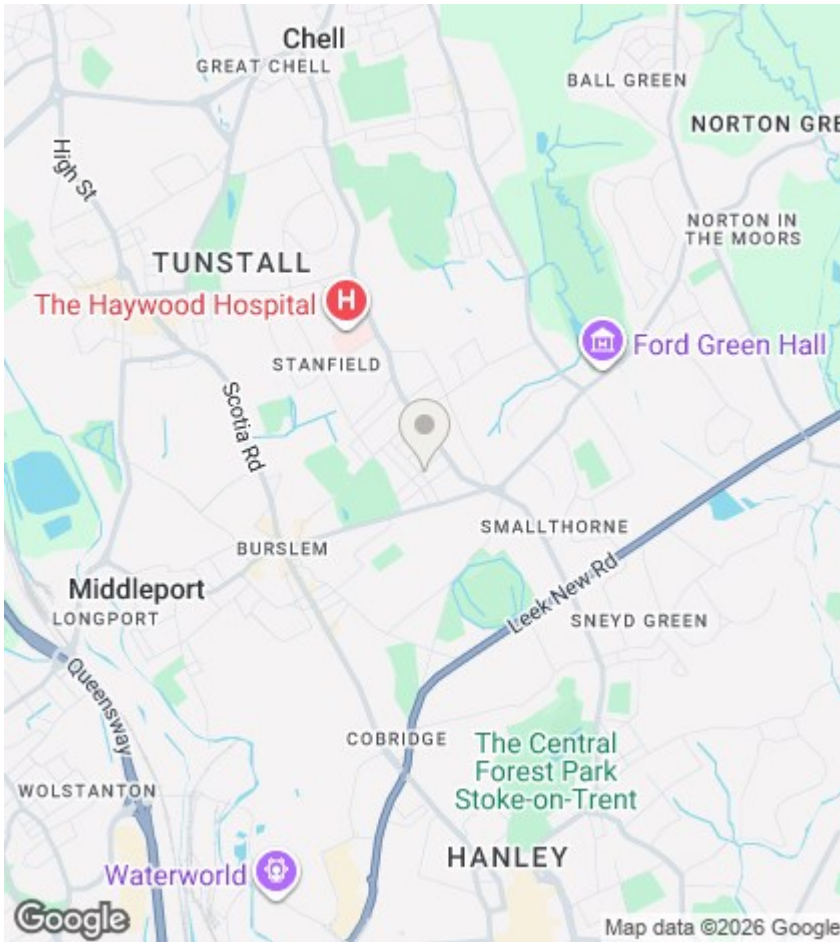 Chell
GREAT CHELL
BALL GREEN
NORTON GRE
High St
NORTON IN
THE MOORS
TUNSTALL
The Haywood Hospital
H
Ford Green Hall
STANFIELD
Scotia Rd
SMALLTHORNE
BURSLEM
Middleport
LONGPORT
Leek New Rd
SNEYD GREEN
Queensway
COBRIDGE
The Central
Forest Park
Stoke-on-Trent
WOLSTANTON
HANLEY
Waterworld
Google
Map data ©2026 Google